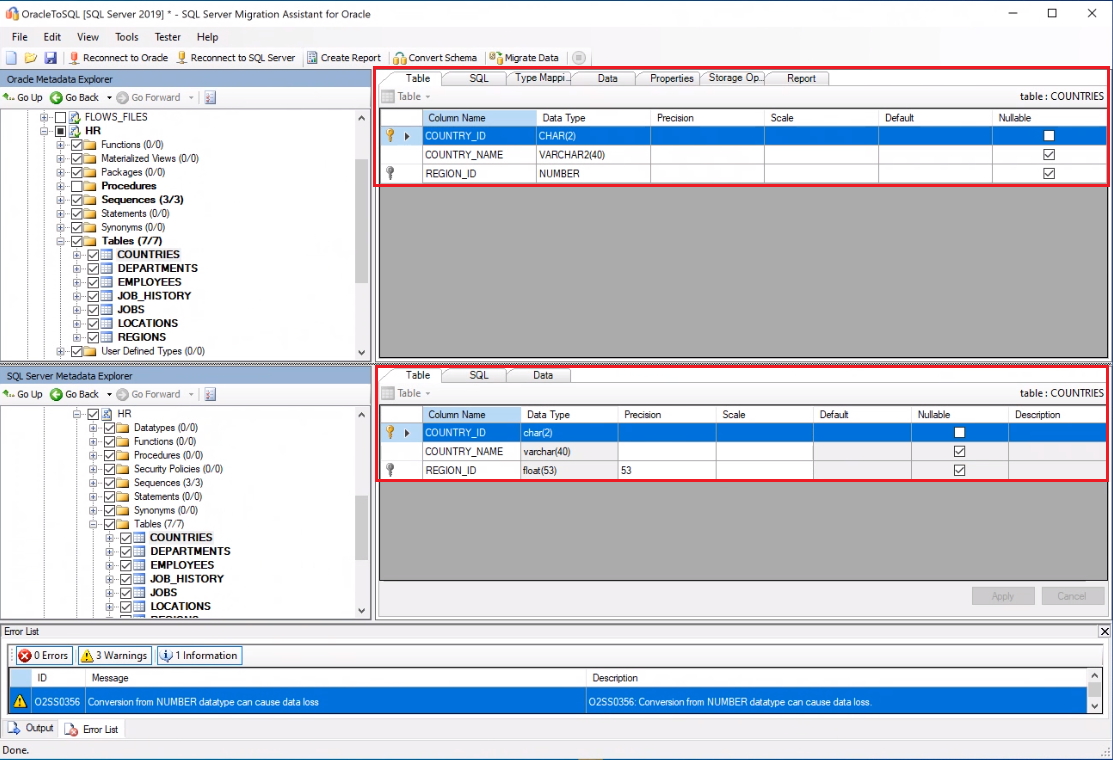 OracleToSQL [SQL Server 2019] * - SQL Server Migration Assistant for Oracle
File Edit View Tools Tester Help
Reconnect to Oracle Reconnect to SQL Server Create Report Convert Schema Migrate Data
Oracle Metadata Explorer
Go Up Go Back Go Forward
FLOWS_FILES
HR
Functions (0/0)
Materialized Views (0/0)
Packages (0/0)
Procedures
Sequences (3/3)
Statements (0/0)
Synonyms (0/0)
Tables (7/7)
COUNTRIES
DEPARTMENTS
EMPLOYEES
JOB_HISTORY
JOBS
LOCATIONS
REGIONS
User Defined Types (0/0)
Table SQL Type Mappi... Data Properties Storage Op... Report
Table table : COUNTRIES
Column Name Data Type Precision Scale Default Nullable
COUNTRY_ID CHAR(2)
COUNTRY_NAME VARCHAR2(40)
REGION_ID NUMBER
SQL Server Metadata Explorer
Go Up Go Back Go Forward
HR
Datatypes (0/0)
Functions (0/0)
Procedures (0/0)
Security Policies (0/0)
Sequences (3/3)
Statements (0/0)
Synonyms (0/0)
Tables (7/7)
COUNTRIES
DEPARTMENTS
EMPLOYEES
JOB_HISTORY
JOBS
LOCATIONS
REGIONS
Table SQL Data
Table table : COUNTRIES
Column Name Data Type Precision Scale Default Nullable Description
COUNTRY_ID char(2)
COUNTRY_NAME varchar(40)
REGION_ID float(53) 53
Apply Cancel
Error List
0 Errors 3 Warnings 1 Information
ID Message Description
O2SS0356 Conversion from NUMBER datatype can cause data loss O2SS0356: Conversion from NUMBER datatype can cause data loss.
Output Error List
Done.